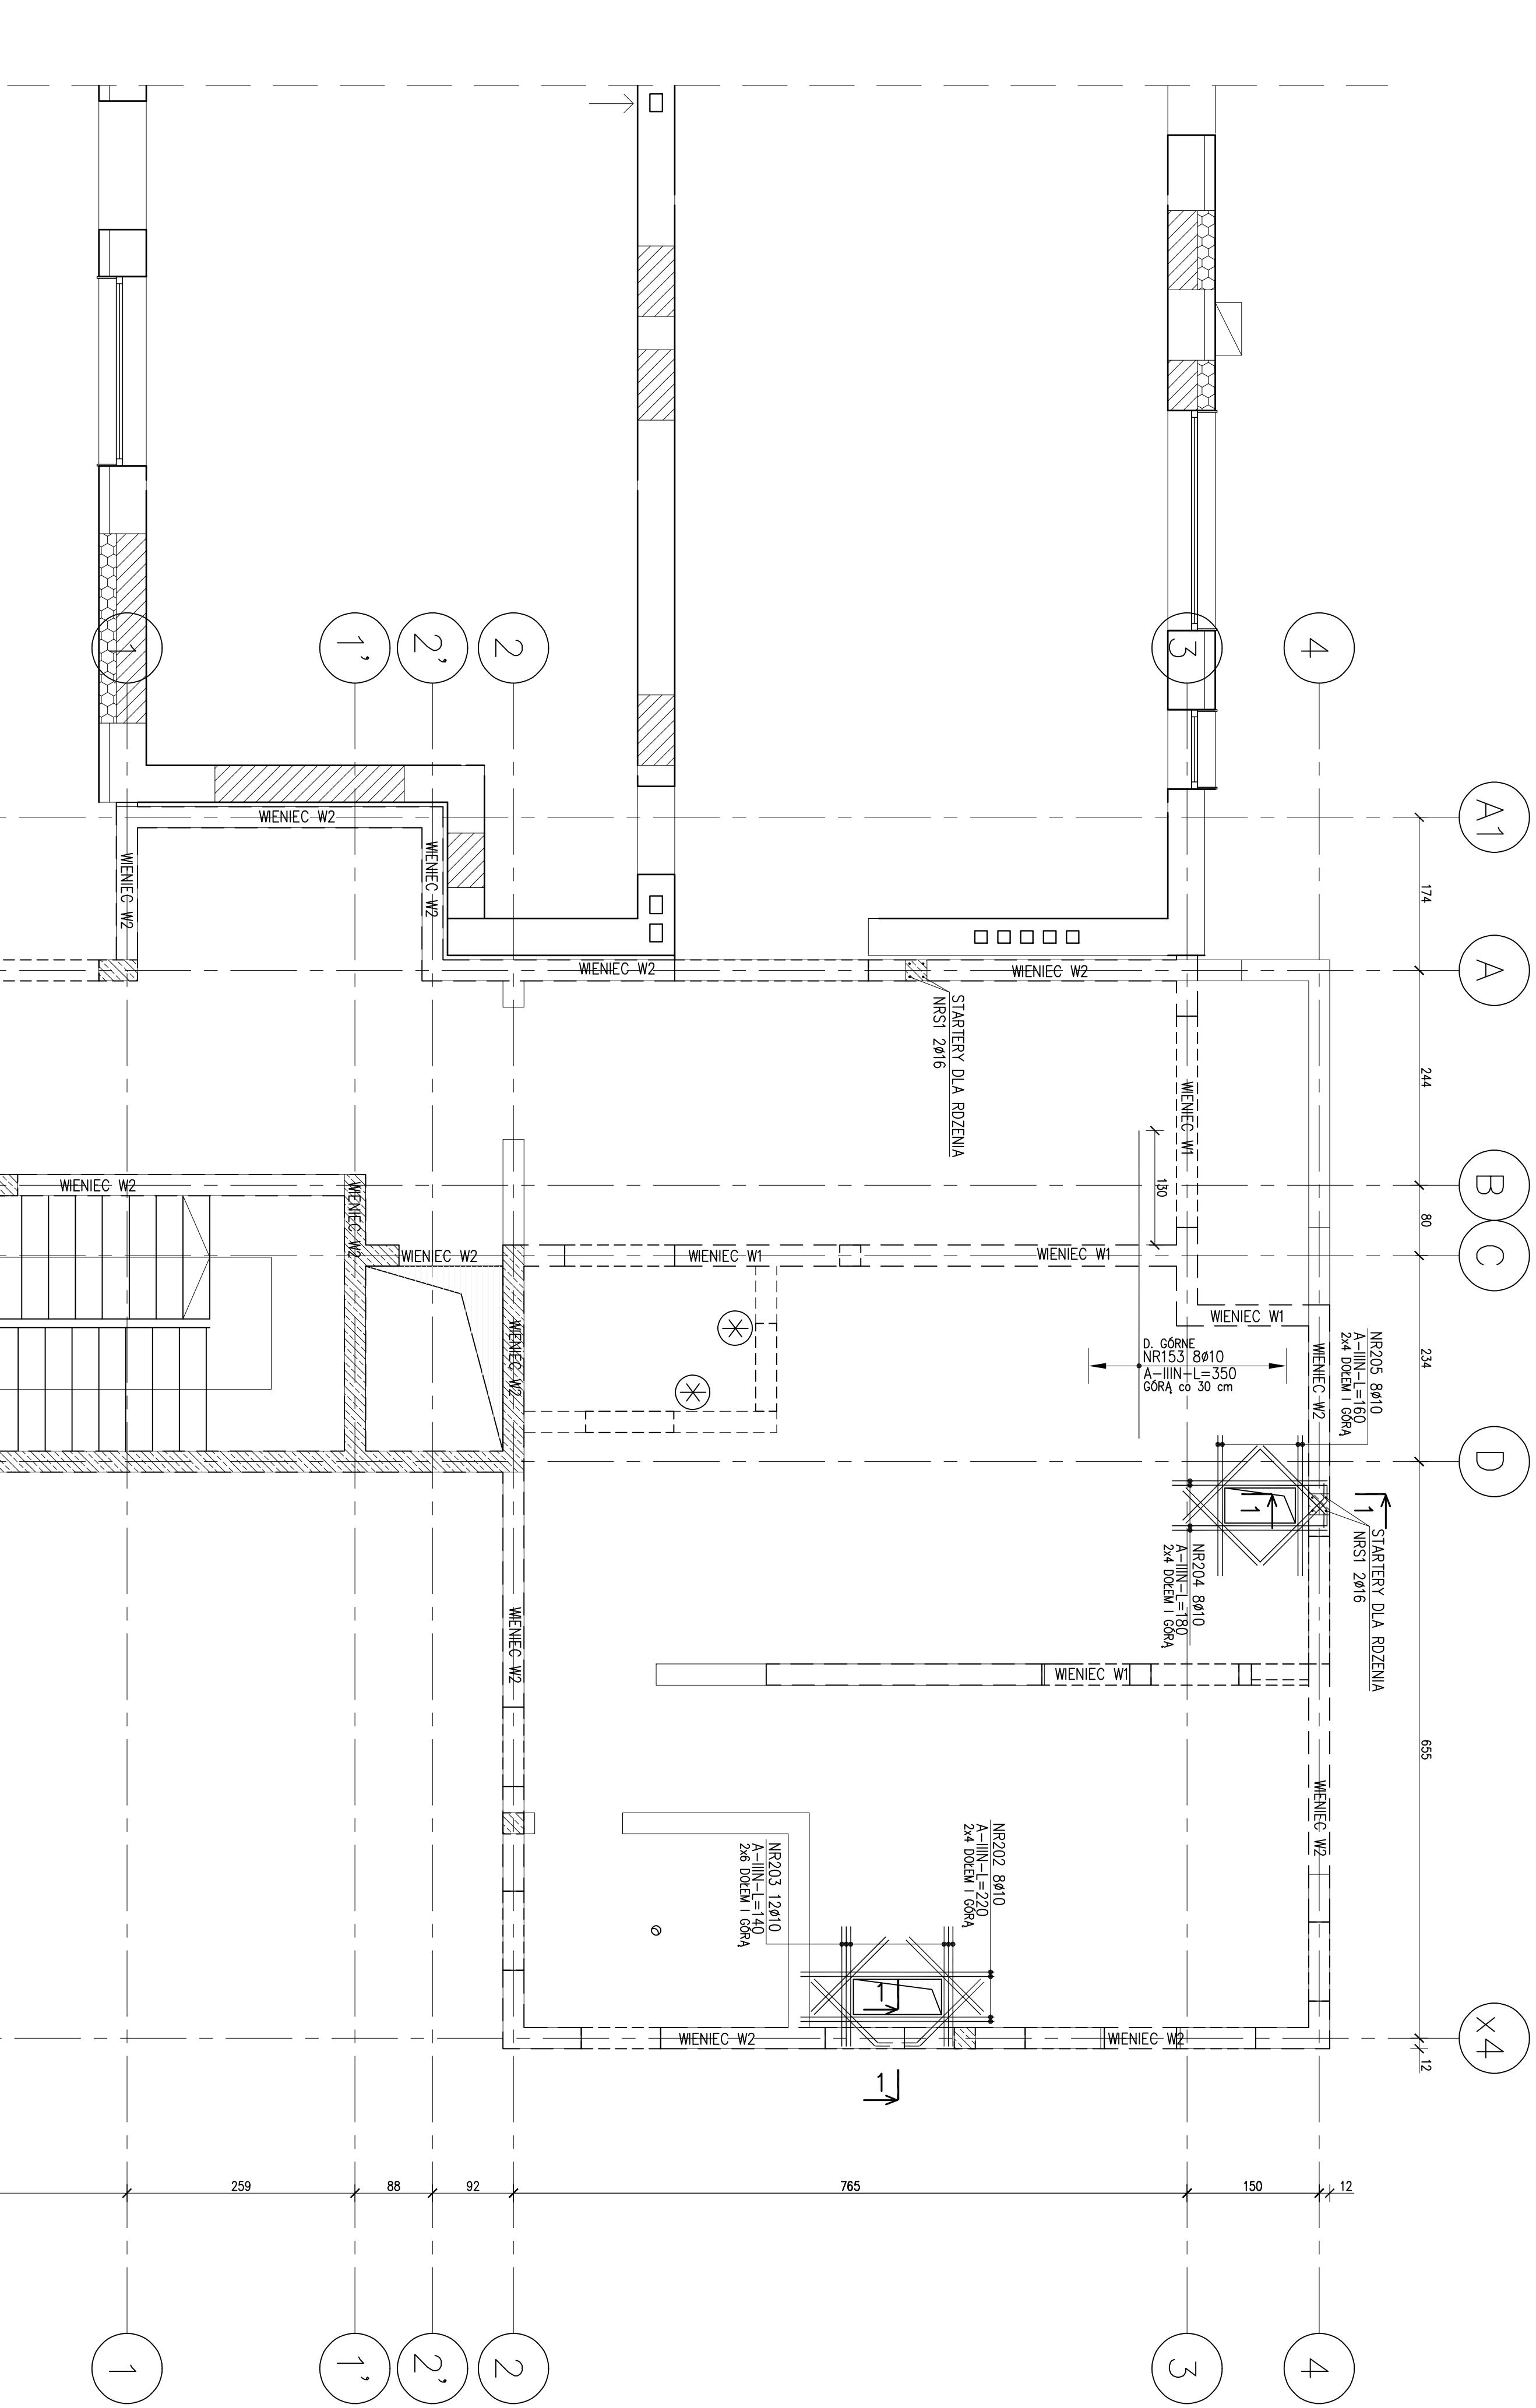 1
1'
2'
2
3
4
A1
A
B
C
D
x4
174
244
80
234
655
12
WIENIEC W2
WIENIEC W2
WIENIEC W2
WIENIEC W2
WIENIEC W2
STARTERY DLA RDZENIA
NRS1 2ø16
WIENIEC W1
130
WIENIEC W2
WIENIEC W2
WIENIEC W2
WIENIEC W1
WIENIEC W1
WIENIEC W1
WIENIEC W2
D. GÓRNE
NR153 8ø10
A-IIIN-L=350
GÓRĄ co 30 cm
WIENIEC W2
NR205 8ø10
A-IIIN-L=160
2x4 DOŁEM I GÓRĄ
1
1
STARTERY DLA RDZENIA
NRS1 2ø16
NR204 8ø10
A-IIIN-L=180
2x4 DOŁEM I GÓRĄ
WIENIEC W2
WIENIEC W1
WIENIEC W2
NR203 12ø10
A-IIIN-L=140
2x6 DOŁEM I GÓRĄ
NR202 8ø10
A-IIIN-L=220
2x4 DOŁEM I GÓRĄ
1
WIENIEC W2
WIENIEC W2
1
259
88
92
765
150
12
1
1'
2'
2
3
4